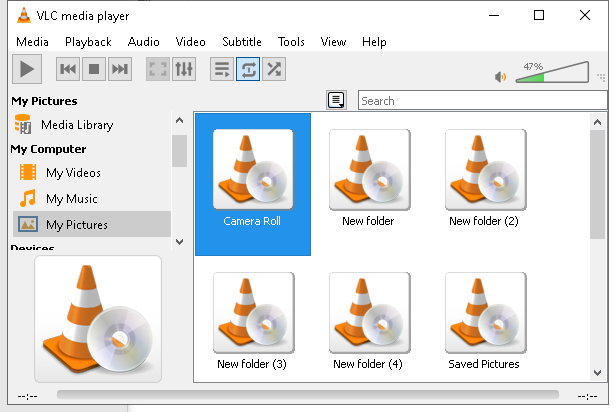 VLC media player
Media Playback Audio Video Subtitle Tools View Help
47%
My Pictures
Search
Media Library
My Computer
My Videos
My Music
My Pictures
Devices
Camera Roll
New folder
New folder (2)
New folder (3)
New folder (4)
Saved Pictures
--:--
--:--